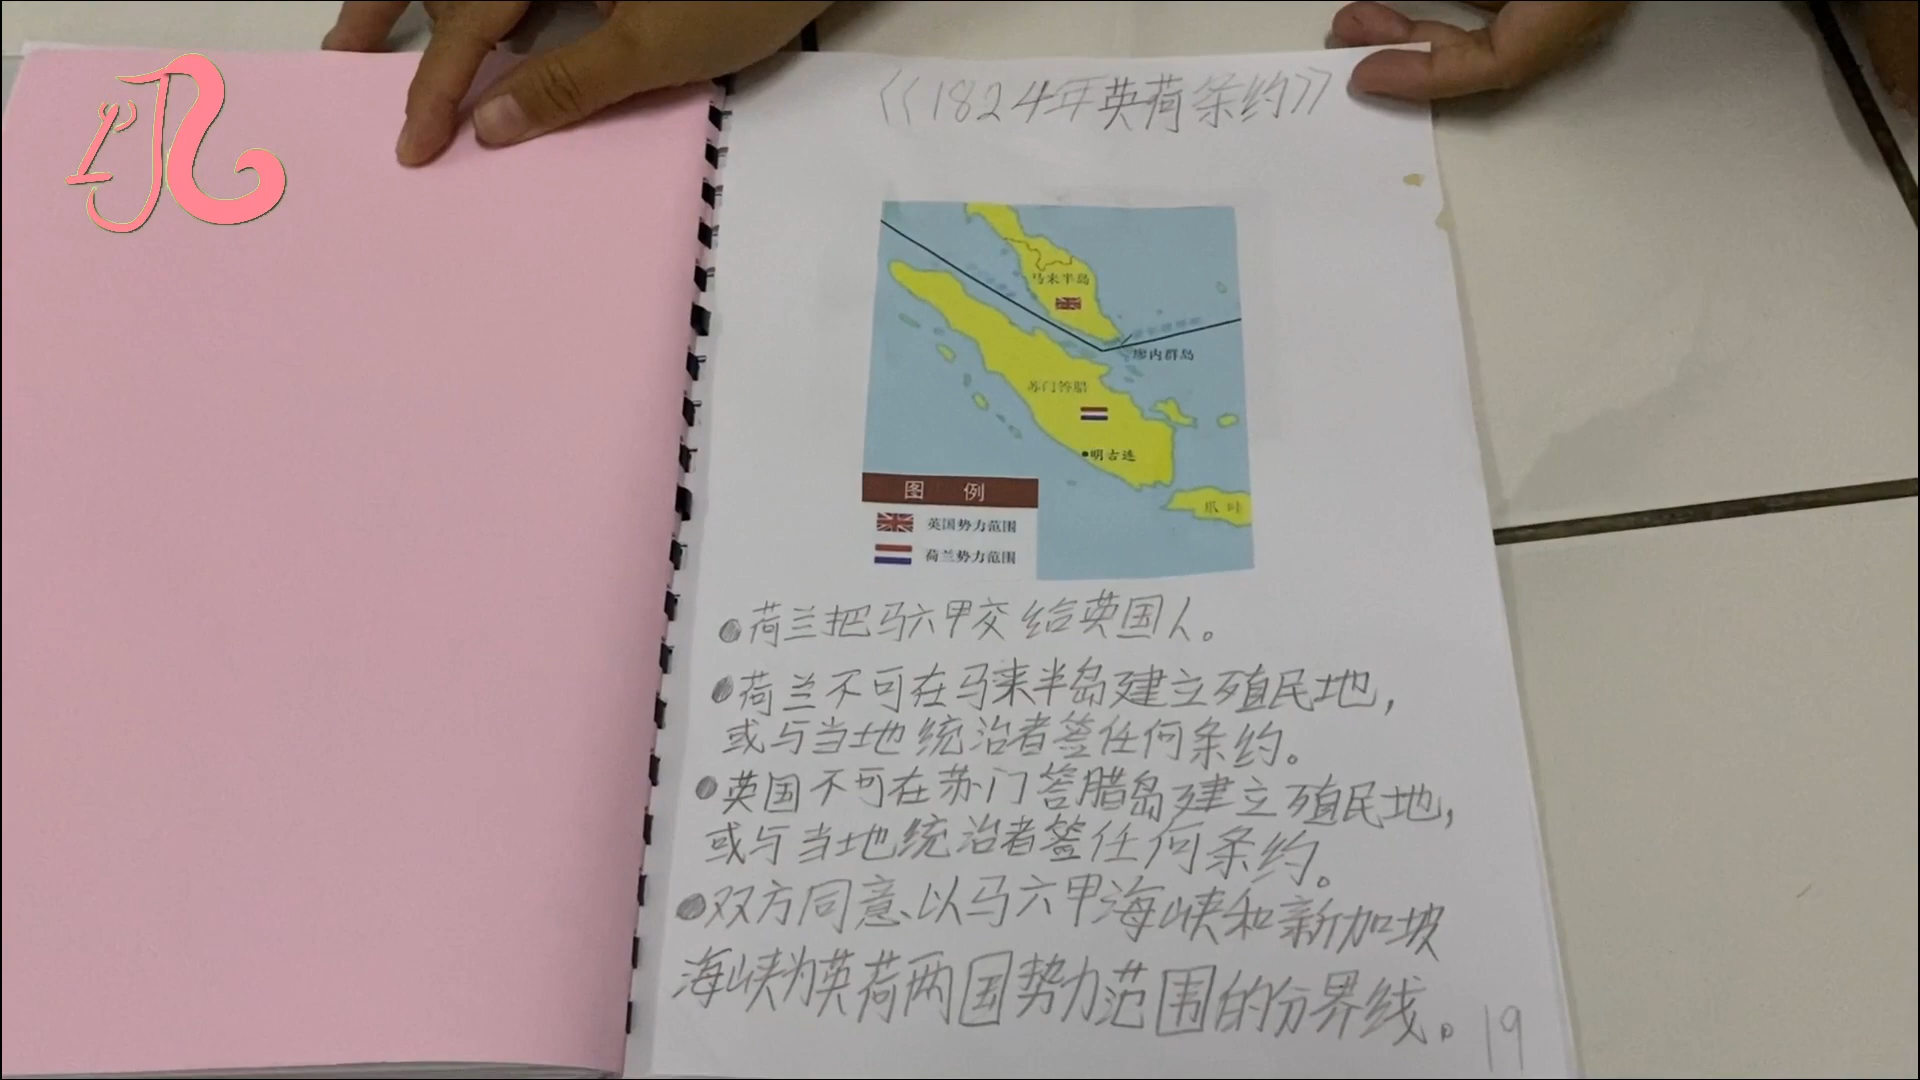 《1824年英荷条约》
马来半岛
廖内群岛
苏门答腊
明古连
爪哇
图 例
英国势力范围
荷兰势力范围
●荷兰把马六甲交给英国人。
●荷兰不可在马来半岛建立殖民地，
或与当地统治者签任何条约。
●英国不可在苏门答腊岛建立殖民地，
或与当地统治者签任何条约。
●双方同意、以马六甲海峡和新加坡
海峡为英荷两国势力范围的分界线。
19